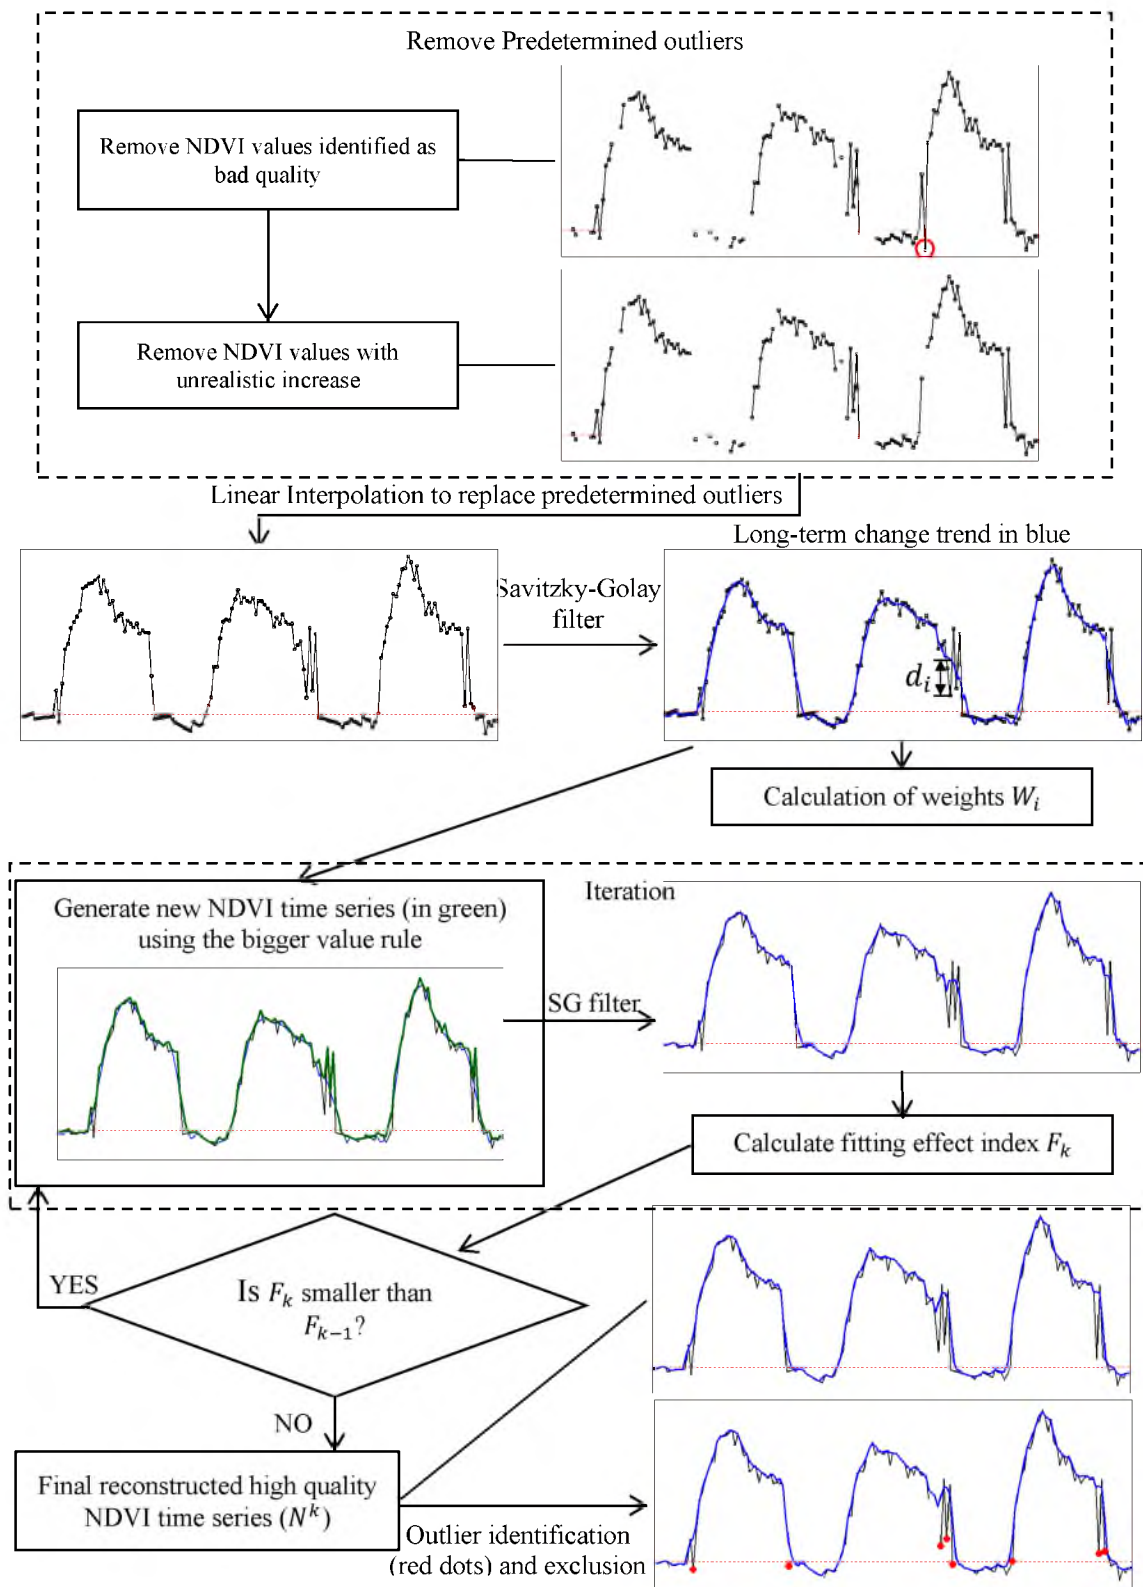 Remove Predetermined outliers
Remove NDVI values identified as
bad quality
Remove NDVI values with
unrealistic increase
Linear Interpolation to replace predetermined outliers
Long-term change trend in blue
Savitzky-Golay
filter
d_i
Calculation of weights W_i
Generate new NDVI time series (in green)
using the bigger value rule
Iteration
SG filter
Calculate fitting effect index F_k
YES
Is F_k smaller than
F_{k-1}?
NO
Final reconstructed high quality
NDVI time series (N^k)
Outlier identification
(red dots) and exclusion